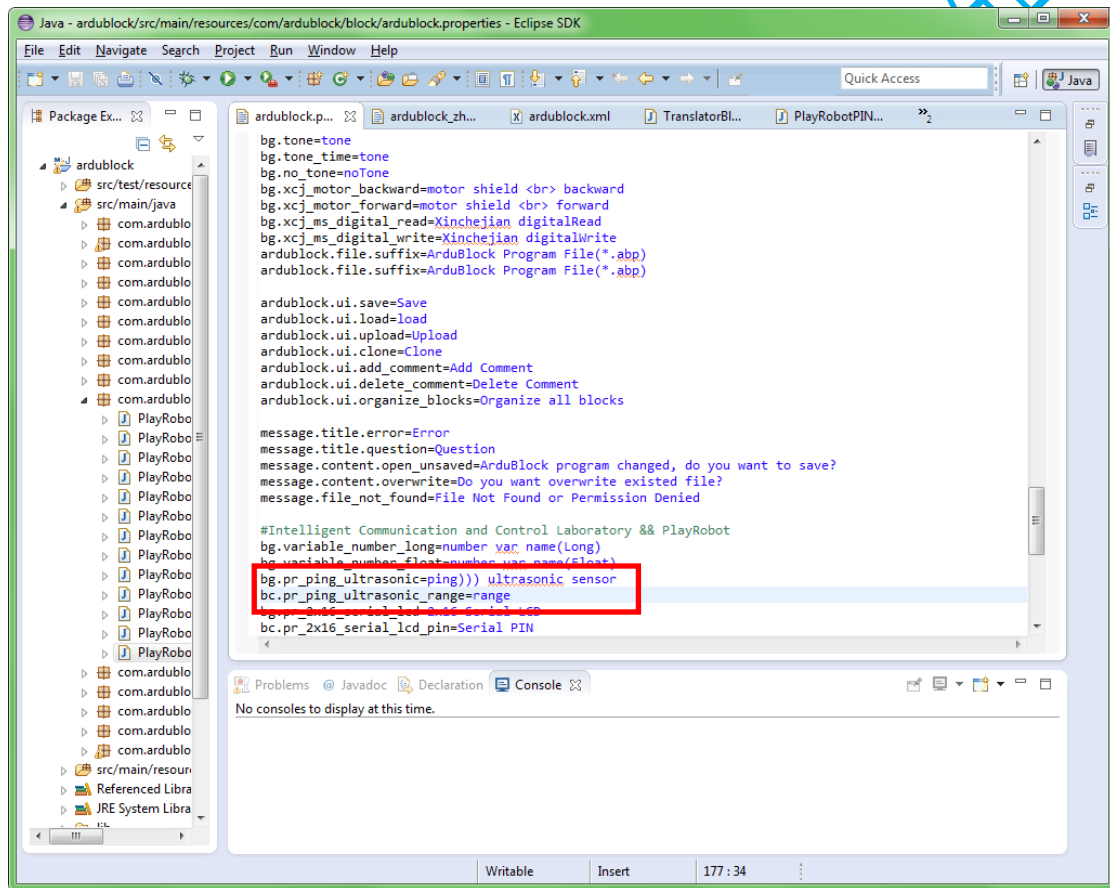 Java - ardublock/src/main/resources/com/ardublock/block/ardublock.properties - Eclipse SDK
File Edit Navigate Search Project Run Window Help
Quick Access
Java
Package Ex...
ardublock.p...
ardublock_zh...
ardublock.xml
TranslatorBl...
PlayRobotPIN...
2
ardublock
src/test/resource
src/main/java
com.ardublo
com.ardublo
com.ardublo
com.ardublo
com.ardublo
com.ardublo
com.ardublo
com.ardublo
com.ardublo
com.ardublo
PlayRobo
PlayRobo
PlayRobo
PlayRobo
PlayRobo
PlayRobo
PlayRobo
PlayRobo
PlayRobo
PlayRobo
PlayRobo
PlayRobo
PlayRobo
com.ardublo
com.ardublo
com.ardublo
com.ardublo
com.ardublo
src/main/resour
Referenced Libra
JRE System Libra
lib
bg.tone=tone
bg.tone_time=tone
bg.no_tone=noTone
bg.xcj_motor_backward=motor shield <br> backward
bg.xcj_motor_forward=motor shield <br> forward
bg.xcj_ms_digital_read=Xinchejian digitalRead
bg.xcj_ms_digital_write=Xinchejian digitalWrite
ardublock.file.suffix=ArduBlock Program File(*.abp)
ardublock.file.suffix=ArduBlock Program File(*.abp)
ardublock.ui.save=Save
ardublock.ui.load=load
ardublock.ui.upload=Upload
ardublock.ui.clone=Clone
ardublock.ui.add_comment=Add Comment
ardublock.ui.delete_comment=Delete Comment
ardublock.ui.organize_blocks=Organize all blocks
message.title.error=Error
message.title.question=Question
message.content.open_unsaved=ArduBlock program changed, do you want to save?
message.content.overwrite=Do you want overwrite existed file?
message.file_not_found=File Not Found or Permission Denied
#Intelligent Communication and Control Laboratory && PlayRobot
bg.variable_number_long=number var name(Long)
bg.variable_number_float=number var name(Float)
bg.pr_ping_ultrasonic=ping))) ultrasonic sensor
bc.pr_ping_ultrasonic_range=range
bg.pr_2x16_serial_lcd=2x16 Serial LCD
bc.pr_2x16_serial_lcd_pin=Serial PIN
Problems @ Javadoc Declaration Console
No consoles to display at this time.
Writable Insert 177 : 34